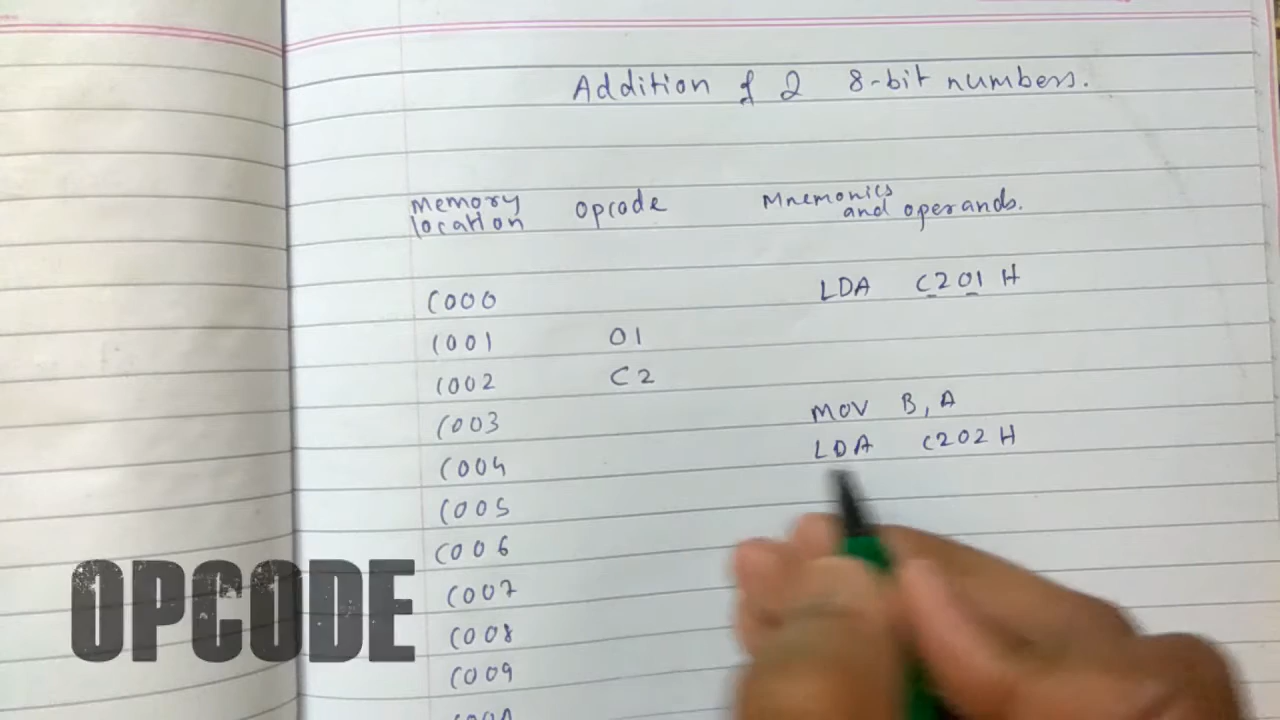 Addition of 2 8-bit numbers.
Memory location opcode Mnemonics and operands.
C000 LDA C201 H
C001 01
C002 C2
C003 MOV B, A
C004 LDA C202 H
C005
C006
C007
C008
C009
C00A
OPCODE